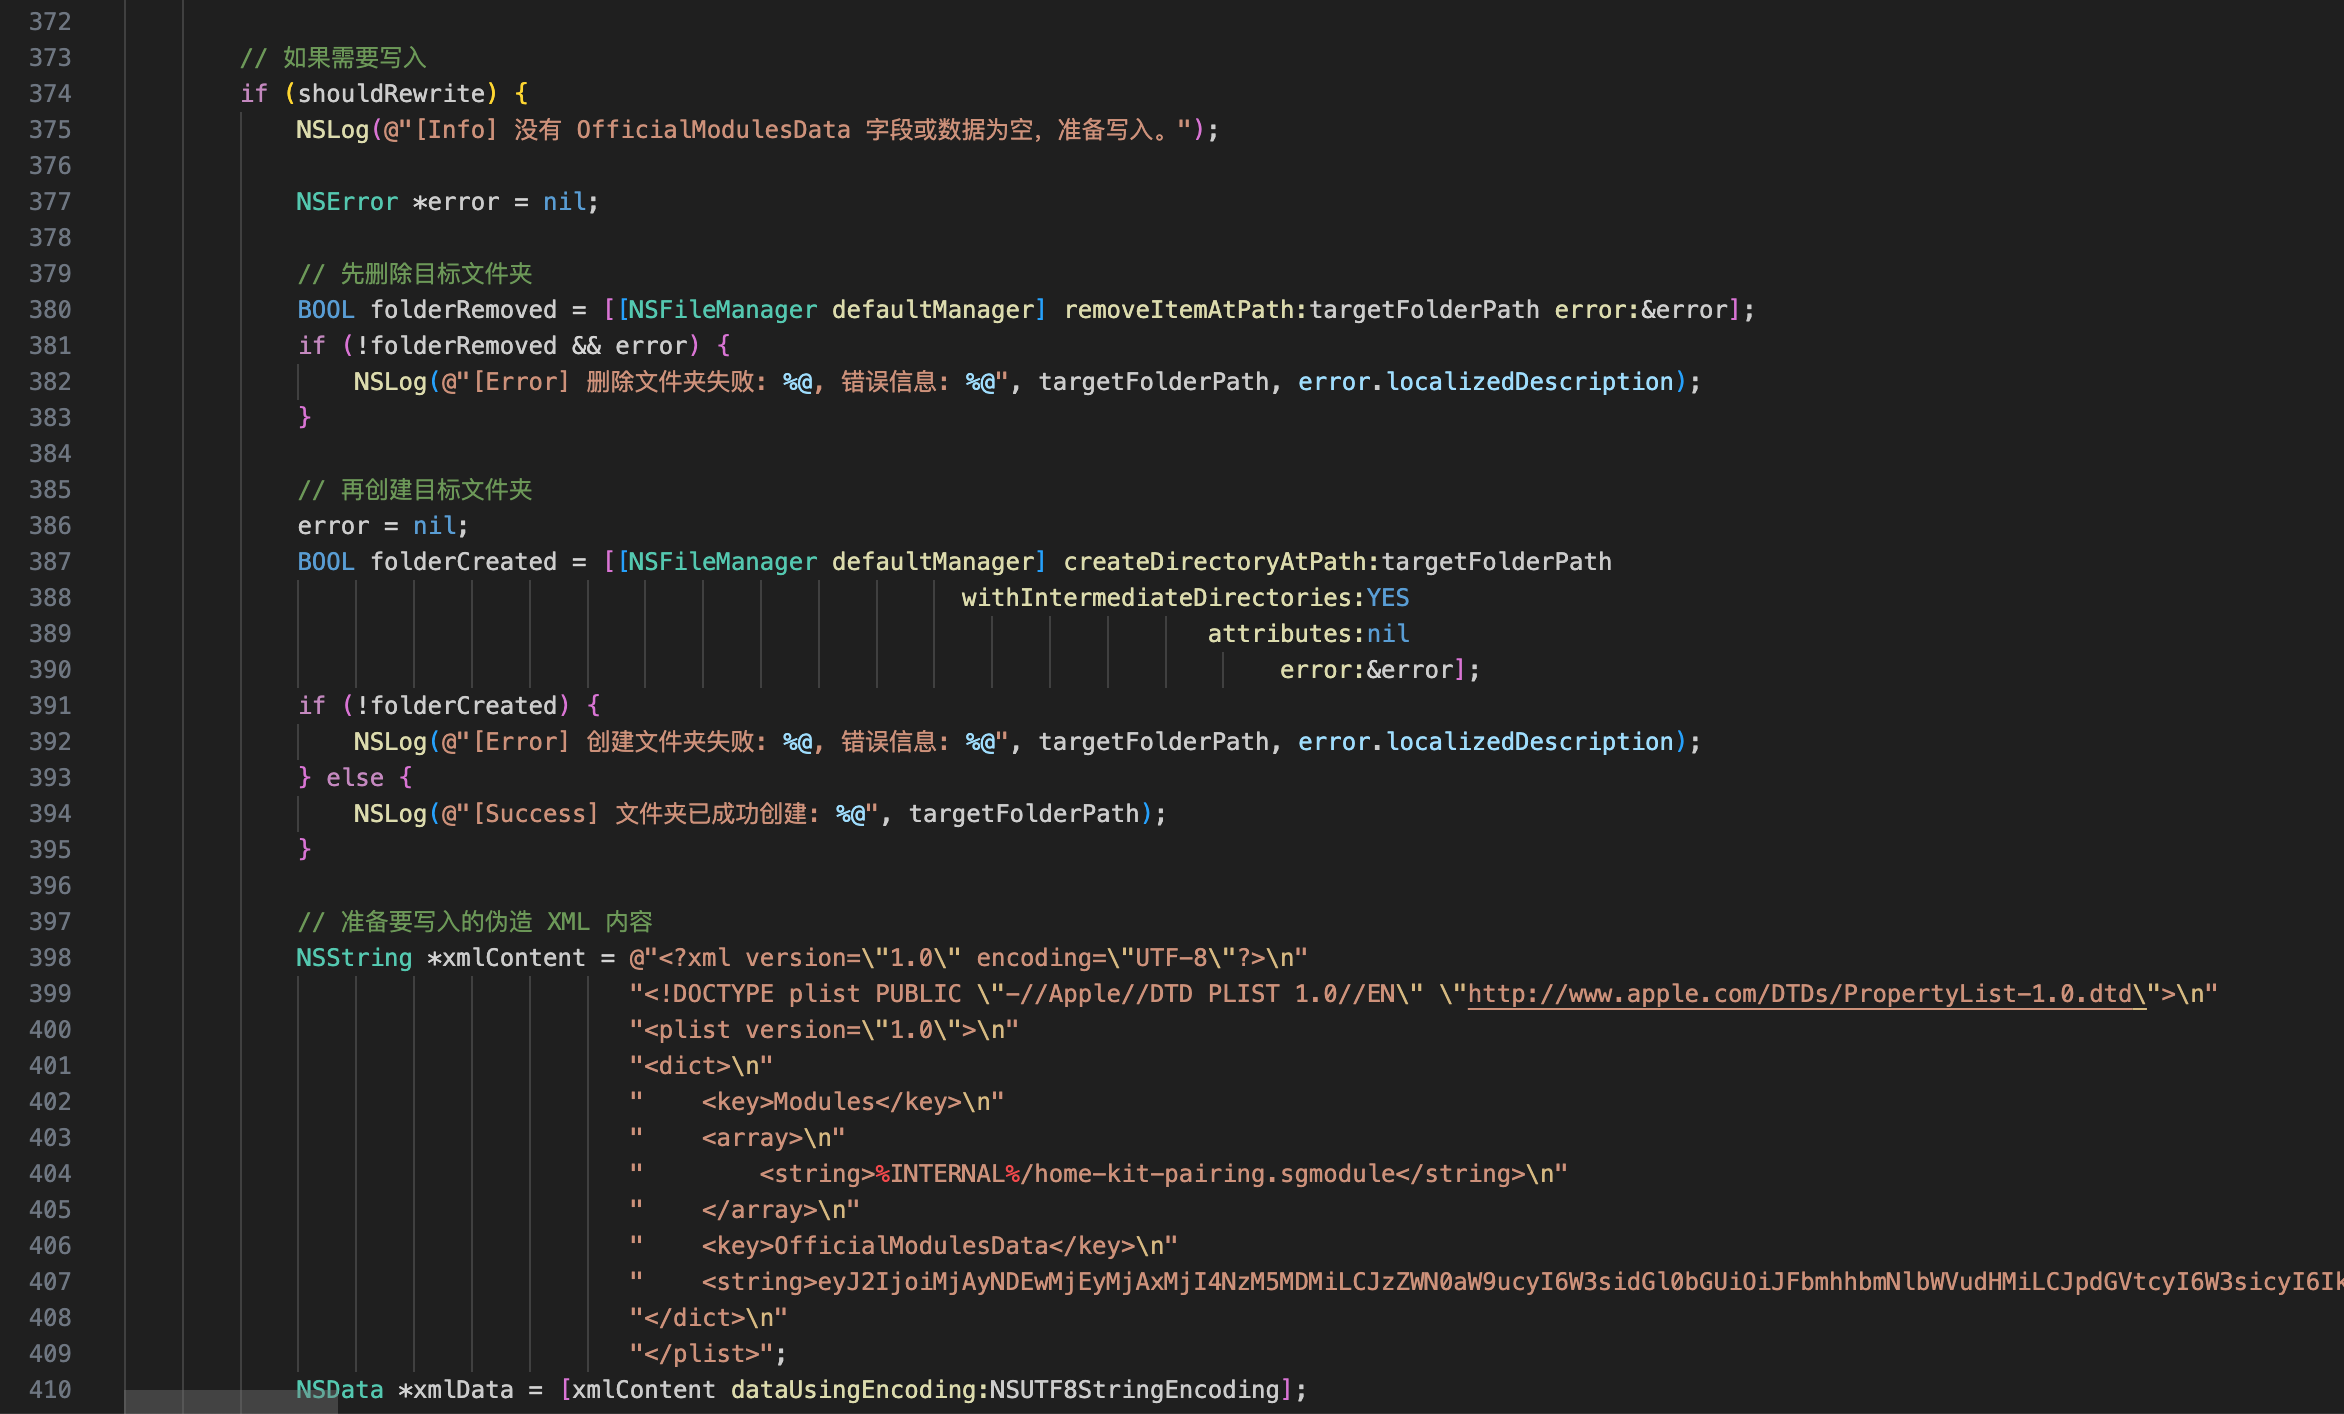 372
373 // 如果需要写入
374 if (shouldRewrite) {
375 NSLog(@"[Info] 没有 OfficialModulesData 字段或数据为空，准备写入。");
376
377 NSError *error = nil;
378
379 // 先删除目标文件夹
380 BOOL folderRemoved = [[NSFileManager defaultManager] removeItemAtPath:targetFolderPath error:&error];
381 if (!folderRemoved && error) {
382 NSLog(@"[Error] 删除文件夹失败: %@, 错误信息: %@", targetFolderPath, error.localizedDescription);
383 }
384
385 // 再创建目标文件夹
386 error = nil;
387 BOOL folderCreated = [[NSFileManager defaultManager] createDirectoryAtPath:targetFolderPath
388 withIntermediateDirectories:YES
389 attributes:nil
390 error:&error];
391 if (!folderCreated) {
392 NSLog(@"[Error] 创建文件夹失败: %@, 错误信息: %@", targetFolderPath, error.localizedDescription);
393 } else {
394 NSLog(@"[Success] 文件夹已成功创建: %@", targetFolderPath);
395 }
396
397 // 准备要写入的伪造 XML 内容
398 NSString *xmlContent = @"<?xml version=\"1.0\" encoding=\"UTF-8\"?>\n"
399 "<!DOCTYPE plist PUBLIC \"-//Apple//DTD PLIST 1.0//EN\" \"http://www.apple.com/DTDs/PropertyList-1.0.dtd\">\n"
400 "<plist version=\"1.0\">\n"
401 "<dict>\n"
402 "    <key>Modules</key>\n"
403 "    <array>\n"
404 "        <string>%INTERNAL%/home-kit-pairing.sgmodule</string>\n"
405 "    </array>\n"
406 "    <key>OfficialModulesData</key>\n"
407 "    <string>eyJ2IjoiMjAyNDEwMjEyMjAxMjI4NzM5MDMiLCJzZWN0aW9ucyI6W3sidGl0bGUiOiJFbmhhbmNlbWVudHMiLCJpdGVtcyI6W3sicyI6Ik
408 "</dict>\n"
409 "</plist>";
410 NSData *xmlData = [xmlContent dataUsingEncoding:NSUTF8StringEncoding];